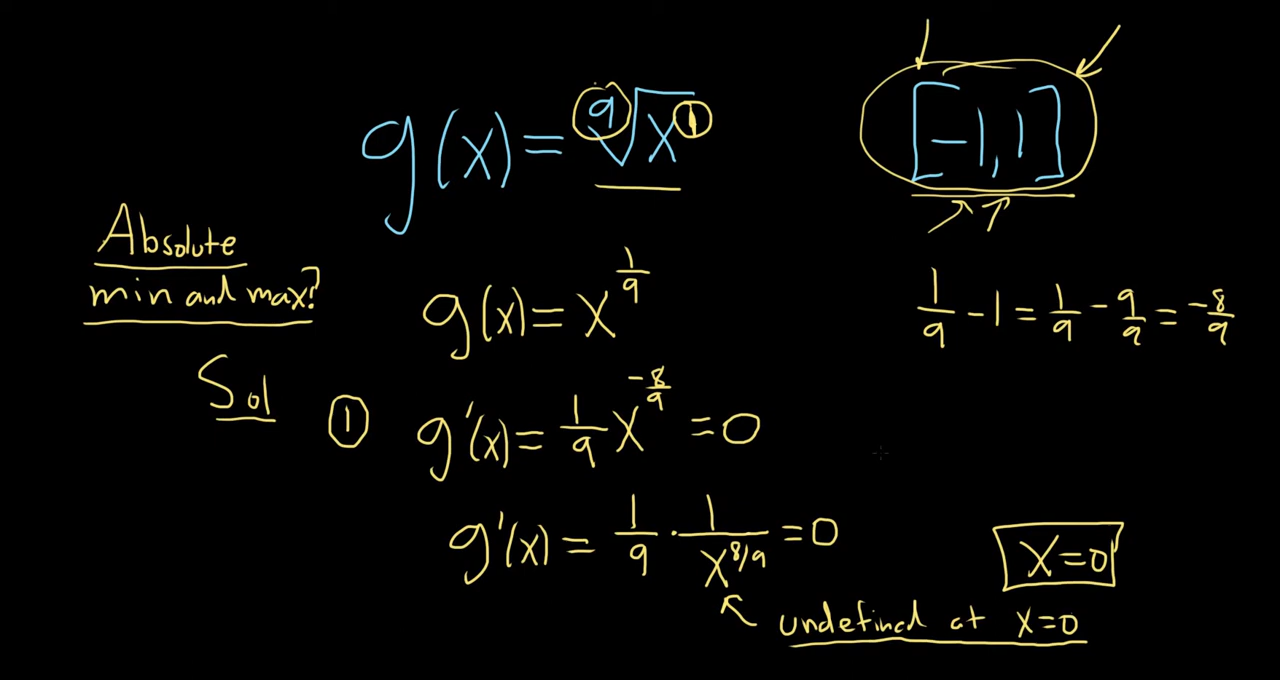 g(x) = ⁹√x¹ [-1, 1]
Absolute
min and max?
g(x) = x^(1/9)
1/9 - 1 = 1/9 - 9/9 = -8/9
Sol
① g'(x) = 1/9 x^(-8/9) = 0
g'(x) = 1/9 · 1/x^(8/9) = 0
x=0
undefined at x=0